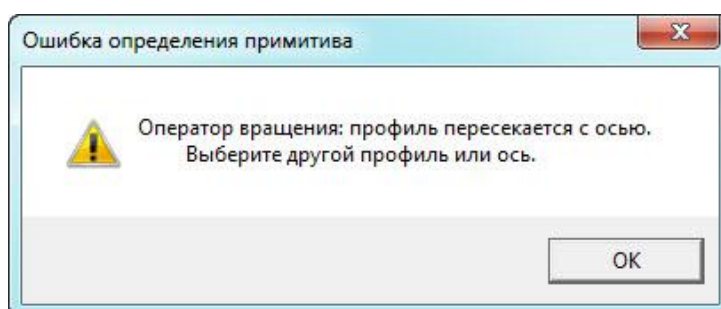 Ошибка определения примитива
Оператор вращения: профиль пересекается с осью.
Выберите другой профиль или ось.
OK